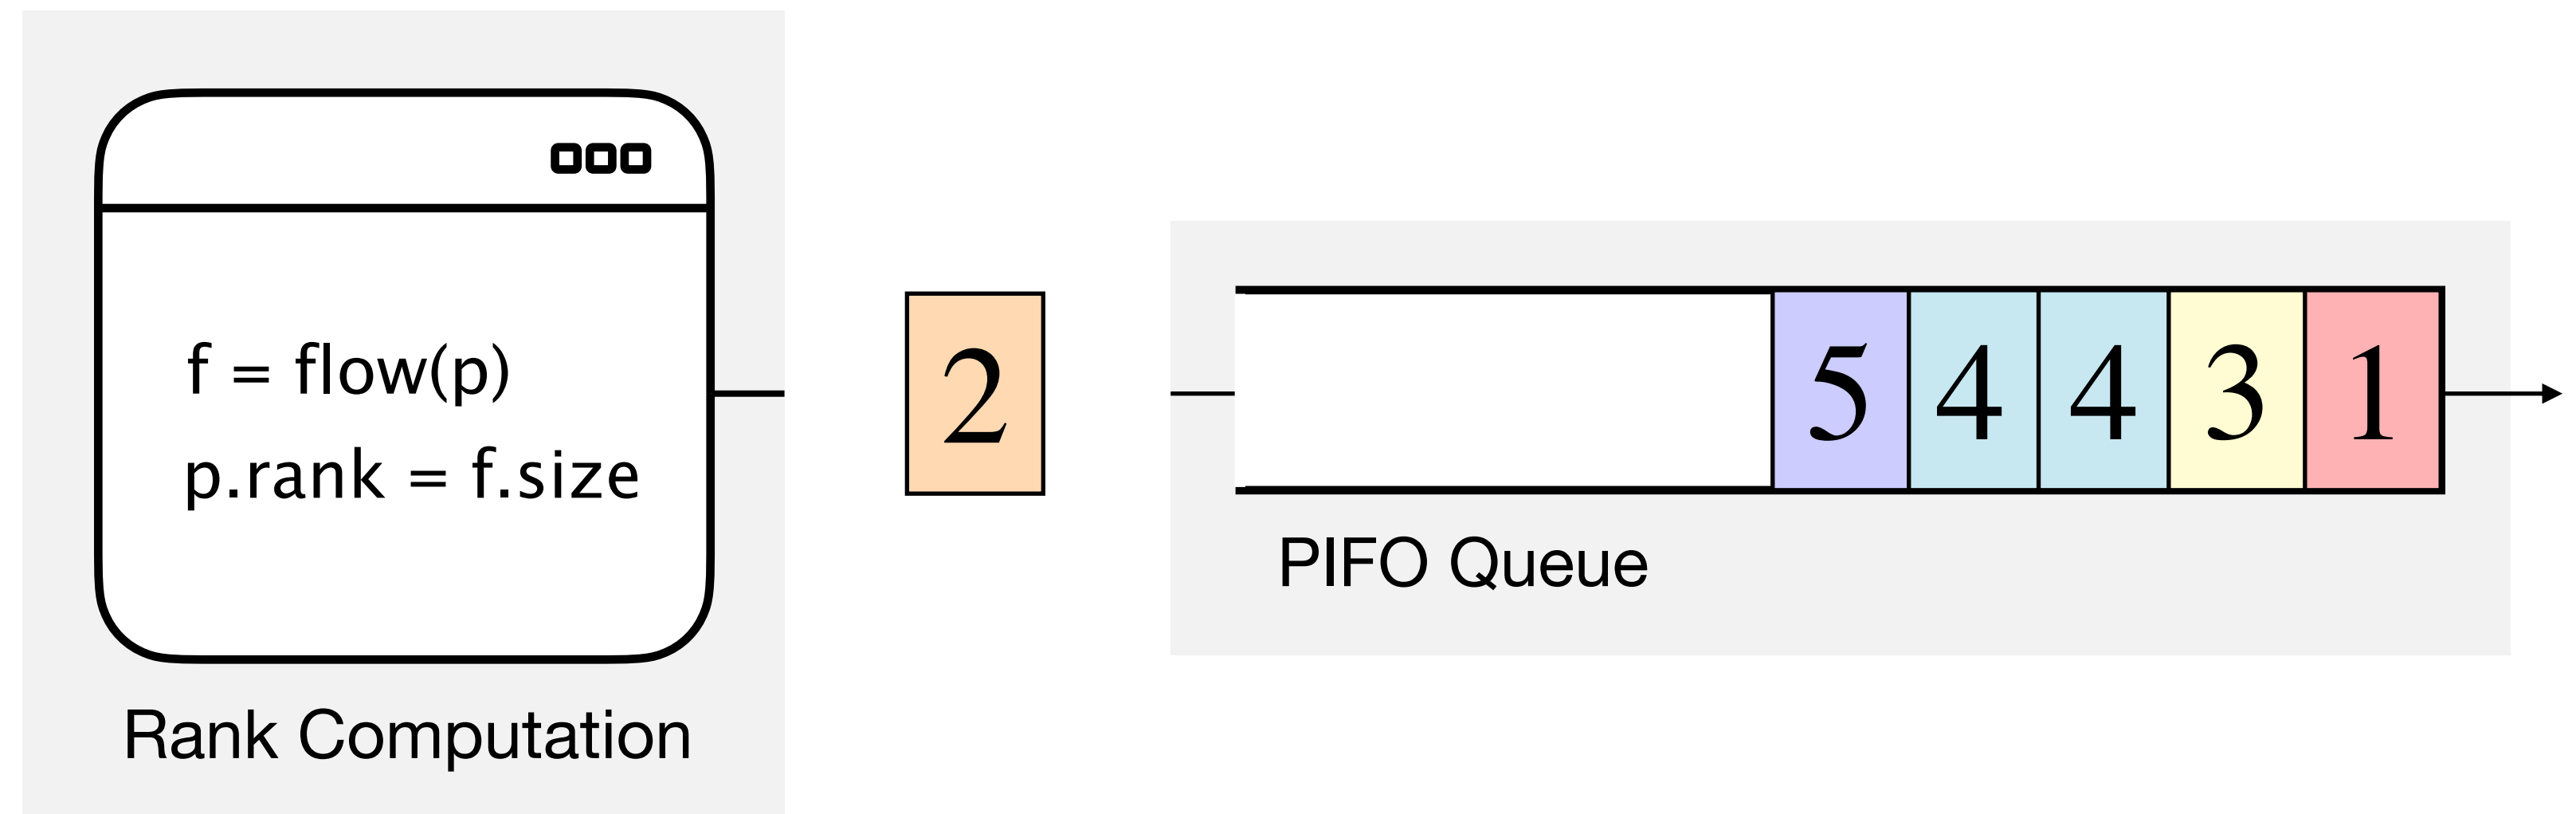 f = flow(p)
p.rank = f.size
Rank Computation
2
5 4 4 3 1
PIFO Queue